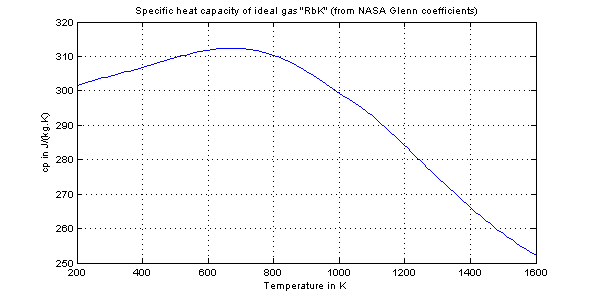 Specific heat capacity of ideal gas "RbK" (from NASA Glenn coefficients)
320
310
300
290
280
270
260
250
cp in J/(kg.K)
200 400 600 800 1000 1200 1400 1600
Temperature in K